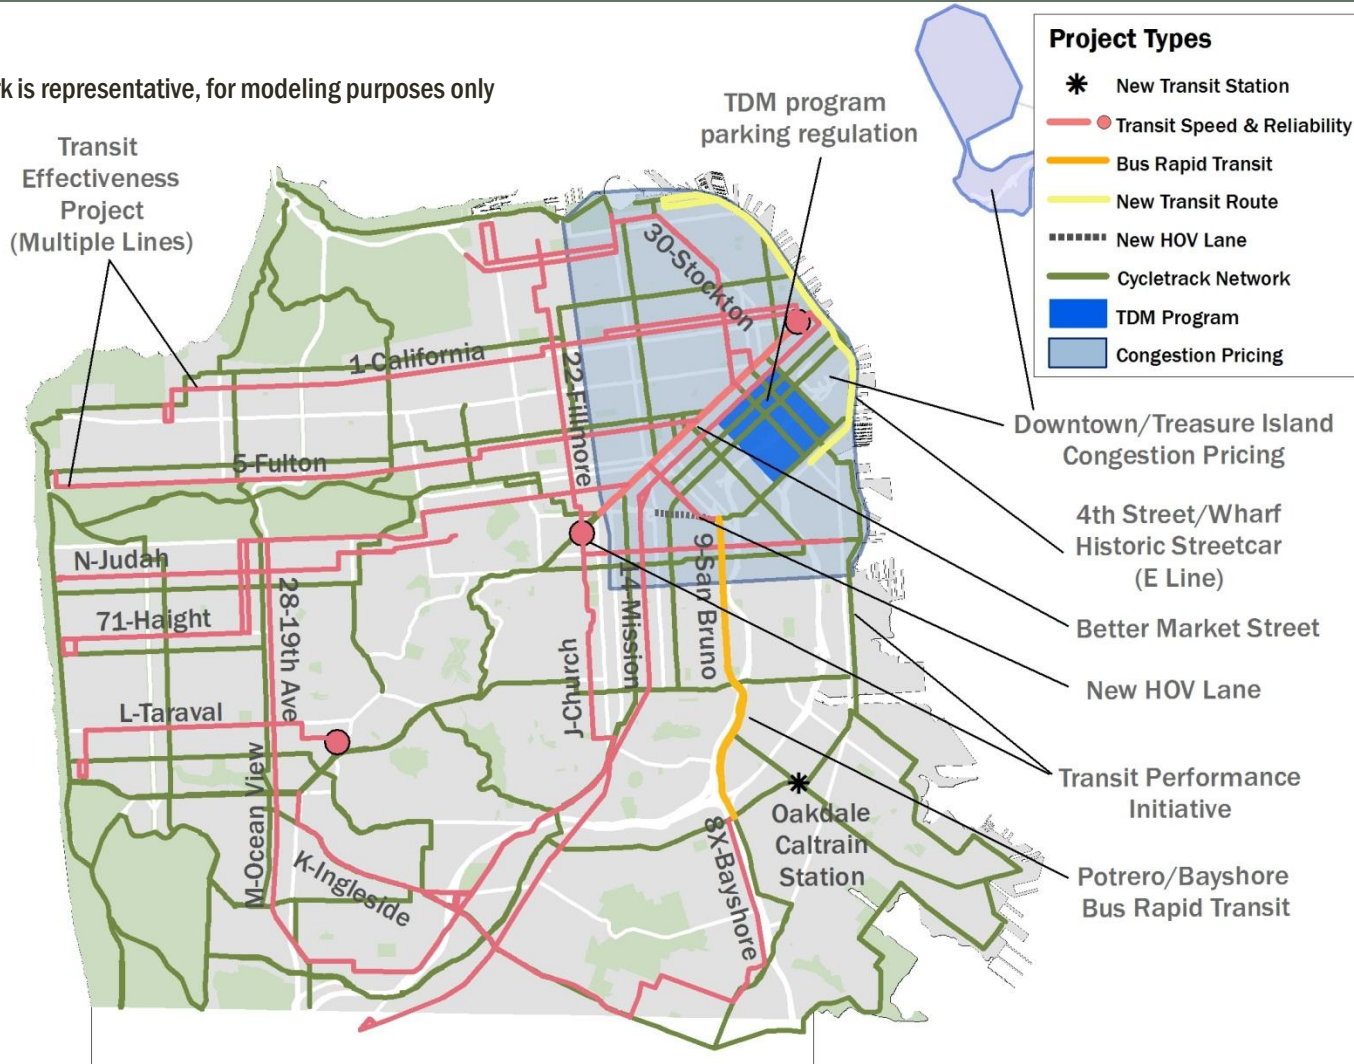 k is representative, for modeling purposes only
Transit
Effectiveness
Project
(Multiple Lines)
TDM program
parking regulation
Project Types
New Transit Station
Transit Speed & Reliability
Bus Rapid Transit
New Transit Route
New HOV Lane
Cycletrack Network
TDM Program
Congestion Pricing
30-Stockton
1-California
22-Fillmore
5-Fulton
N-Judah
71-Haight
28-19th Ave
L-Taraval
M-Ocean View
K-Ingleside
J-Church
14-Mission
9-San Bruno
8X-Bayshore
Oakdale
Caltrain
Station
Downtown/Treasure Island
Congestion Pricing
4th Street/Wharf
Historic Streetcar
(E Line)
Better Market Street
New HOV Lane
Transit Performance
Initiative
Potrero/Bayshore
Bus Rapid Transit